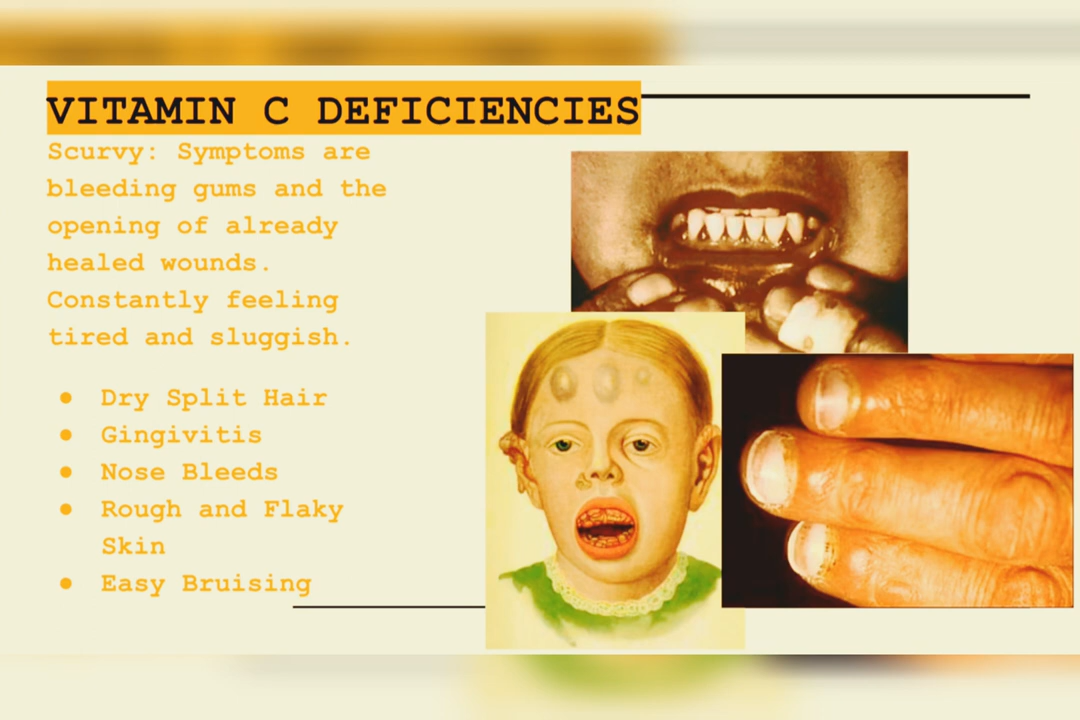 VITAMIN C DEFICIENCIES
Scurvy: Symptoms are
bleeding gums and the
opening of already
healed wounds.
Constantly feeling
tired and sluggish.
● Dry Split Hair
● Gingivitis
● Nose Bleeds
● Rough and Flaky
Skin
● Easy Bruising